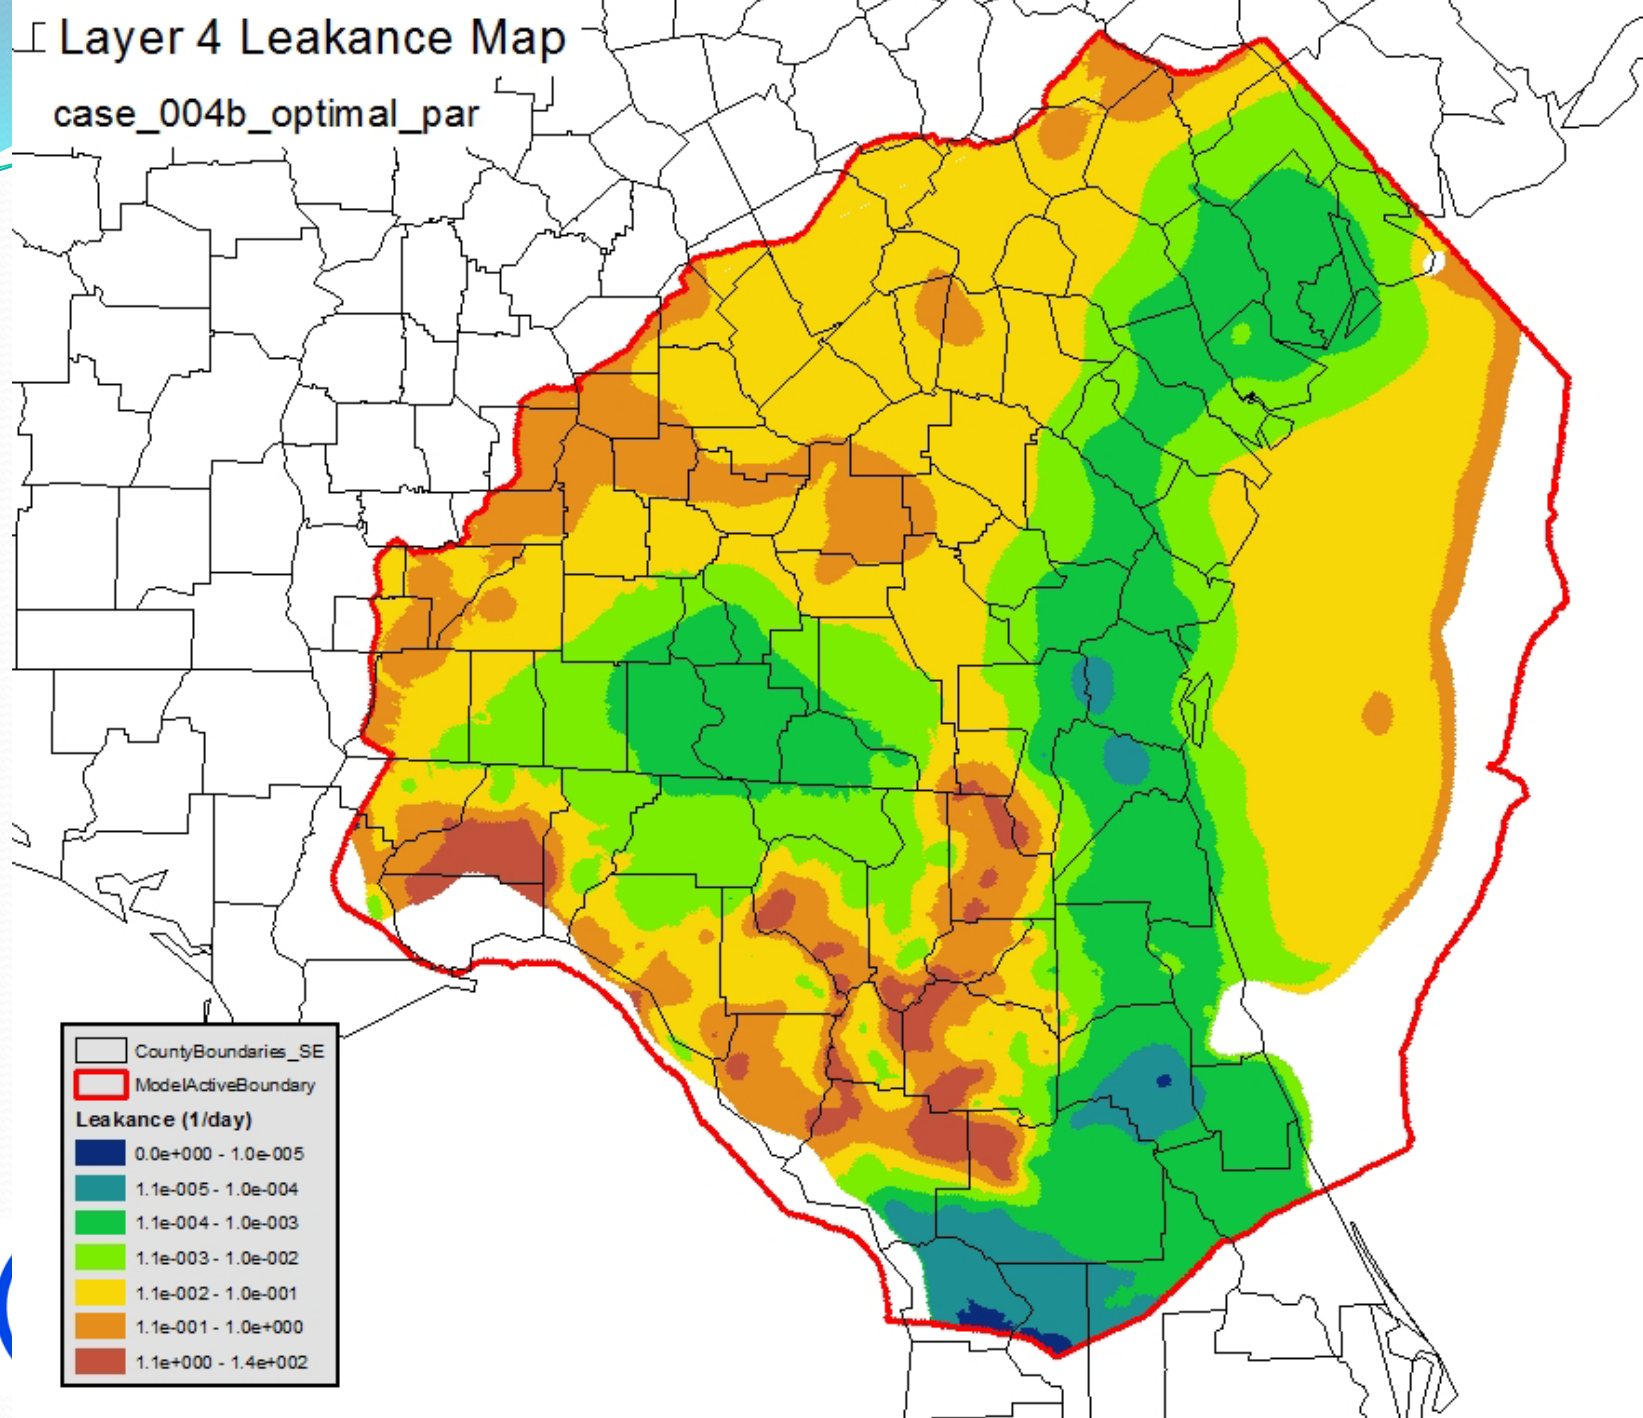 Layer 4 Leakance Map
case_004b_optimal_par
CountyBoundaries_SE
ModelActiveBoundary
Leakance (1/day)
0.0e+000 - 1.0e-005
1.1e-005 - 1.0e-004
1.1e-004 - 1.0e-003
1.1e-003 - 1.0e-002
1.1e-002 - 1.0e-001
1.1e-001 - 1.0e+000
1.1e+000 - 1.4e+002